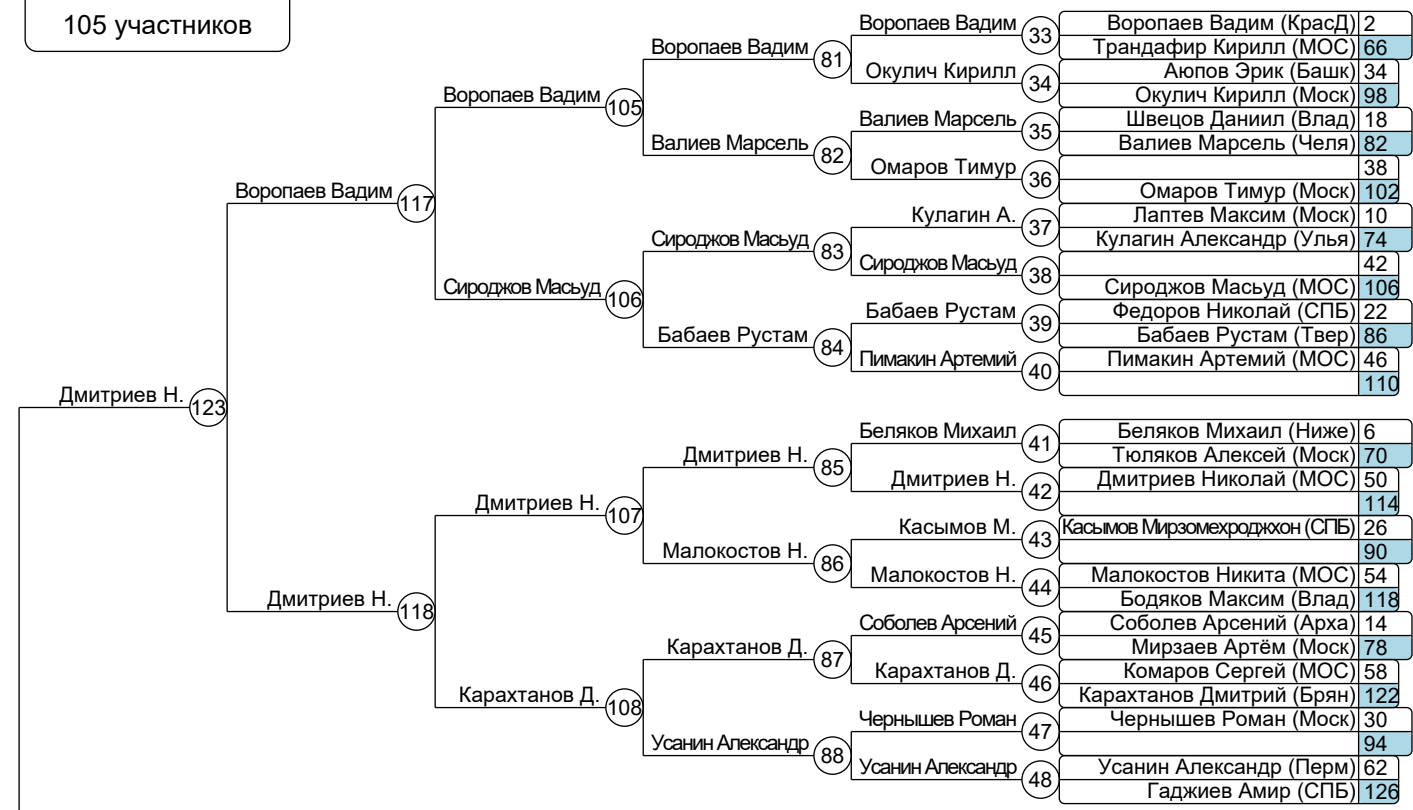 105 участников
Воропаев Вадим 33 Воропаев Вадим (КрасД) 2
Трандафир Кирилл (МОС) 66
Воропаев Вадим 81
Окулич Кирилл 34 Аюпов Эрик (Башк) 34
Окулич Кирилл (Моск) 98
Воропаев Вадим 105
Валиев Марсель 35 Швецов Даниил (Влад) 18
Валиев Марсель (Челя) 82
Валиев Марсель 82
Омаров Тимур 36 38
Омаров Тимур (Моск) 102
Воропаев Вадим 117
Кулагин А. 37 Лаптев Максим (Моск) 10
Кулагин Александр (Улья) 74
Сироджов Масьуд 83
Сироджов Масьуд 38 42
Сироджов Масьуд (МОС) 106
Сироджов Масьуд 106
Бабаев Рустам 39 Федоров Николай (СПБ) 22
Бабаев Рустам (Твер) 86
Бабаев Рустам 84
Пимакин Артемий 40 Пимакин Артемий (МОС) 46
110
Дмитриев Н. 123
Беляков Михаил 41 Беляков Михаил (Ниже) 6
Тюляков Алексей (Моск) 70
Дмитриев Н. 85
Дмитриев Н. 42 Дмитриев Николай (МОС) 50
114
Дмитриев Н. 107
Касымов М. 43 Касымов Мирзомехроджхон (СПБ) 26
90
Малокостов Н. 86
Малокостов Н. 44 Малокостов Никита (МОС) 54
Бодяков Максим (Влад) 118
Дмитриев Н. 118
Соболев Арсений 45 Соболев Арсений (Арха) 14
Мирзаев Артём (Моск) 78
Карахтанов Д. 87
Карахтанов Д. 46 Комаров Сергей (МОС) 58
Карахтанов Дмитрий (Брян) 122
Карахтанов Д. 108
Чернышев Роман 47 Чернышев Роман (Моск) 30
94
Усанин Александр 88
Усанин Александр 48 Усанин Александр (Перм) 62
Гаджиев Амир (СПБ) 126